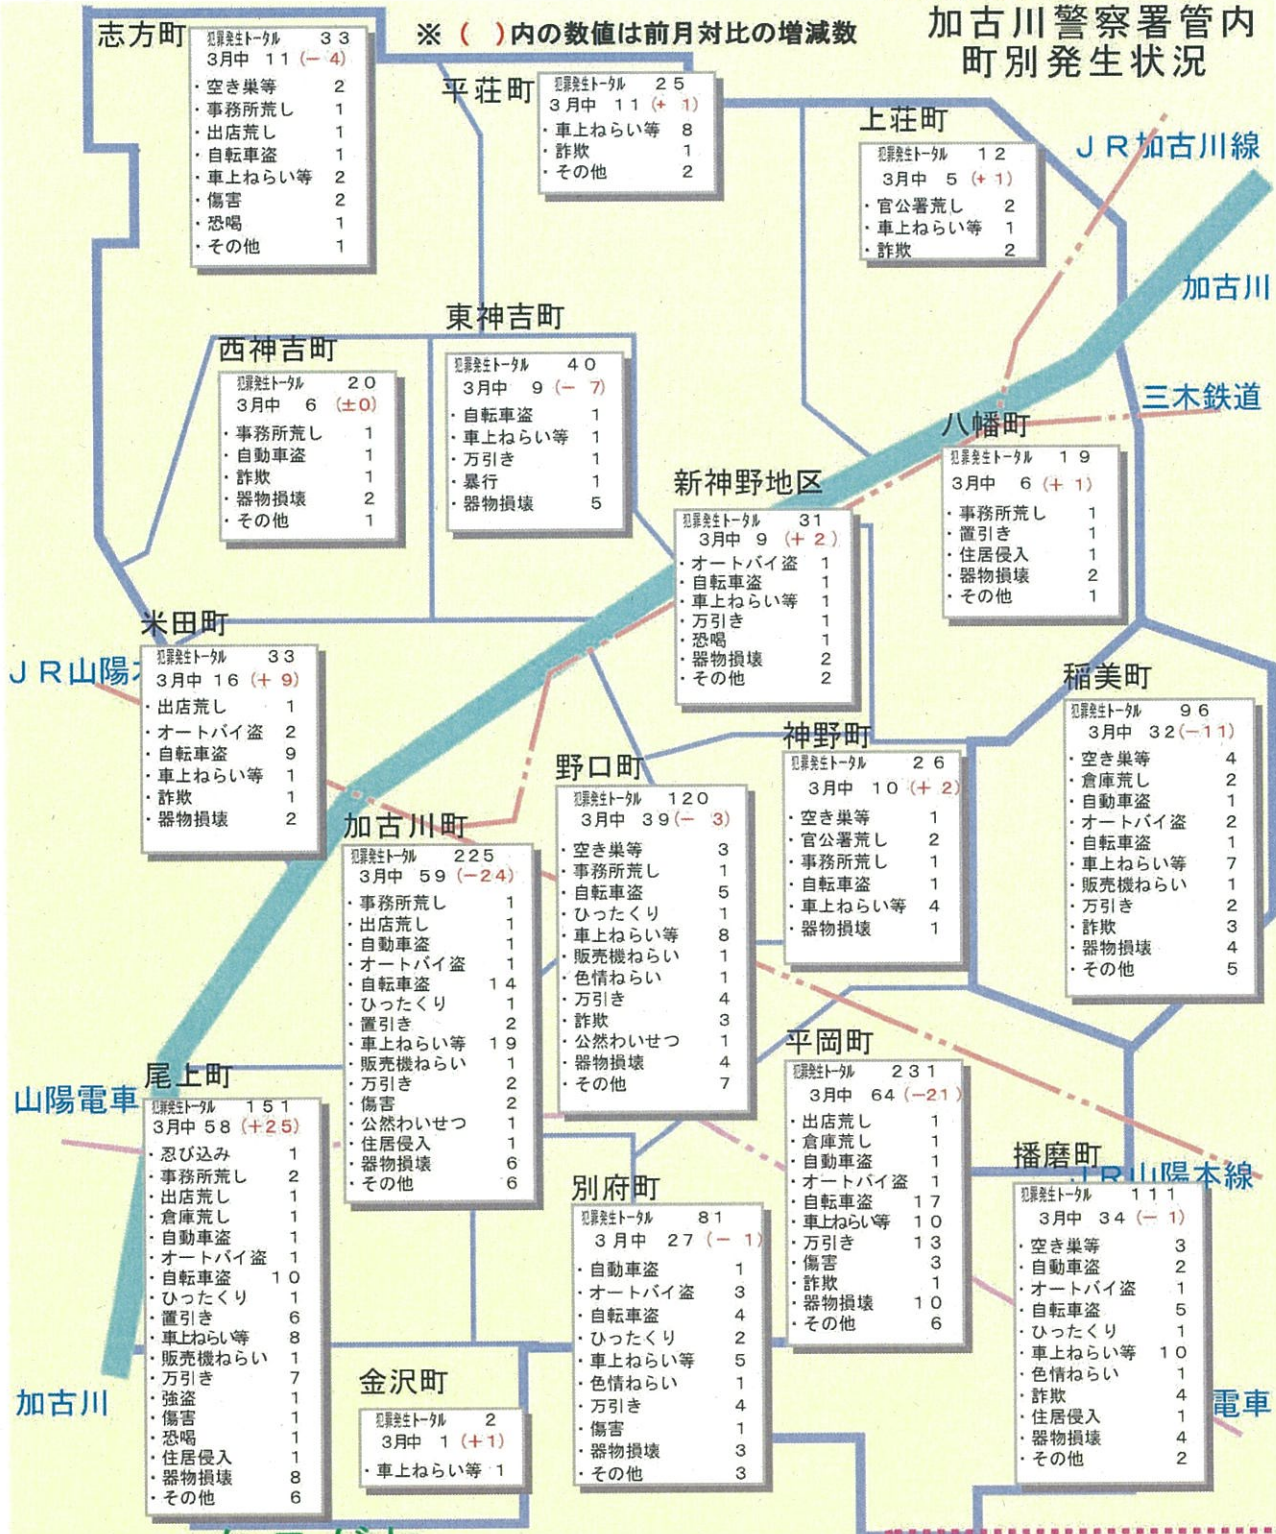 加古川警察署管内
町別発生状況
※ ( )内の数値は前月対比の増減数
志方町
犯罪発生トータル 33
3月中 11 (－ 4)
・空き巣等 2
・事務所荒し 1
・出店荒し 1
・自転車盗 1
・車上ねらい等 2
・傷害 2
・恐喝 1
・その他 1
平荘町
犯罪発生トータル 25
3月中 11 (+ 1)
・車上ねらい等 8
・詐欺 1
・その他 2
上荘町
犯罪発生トータル 12
3月中 5 (+ 1)
・官公署荒し 2
・車上ねらい等 1
・詐欺 2
JR加古川線
加古川
三木鉄道
西神吉町
犯罪発生トータル 20
3月中 6 (±0)
・事務所荒し 1
・自動車盗 1
・詐欺 1
・器物損壊 2
・その他 1
東神吉町
犯罪発生トータル 40
3月中 9 (－ 7)
・自転車盗 1
・車上ねらい等 1
・万引き 1
・暴行 1
・器物損壊 5
新神野地区
犯罪発生トータル 31
3月中 9 (+ 2)
・オートバイ盗 1
・自転車盗 1
・車上ねらい等 1
・万引き 1
・恐喝 1
・器物損壊 2
・その他 2
八幡町
犯罪発生トータル 19
3月中 6 (+ 1)
・事務所荒し 1
・置引き 1
・住居侵入 1
・器物損壊 2
・その他 1
JR山陽
米田町
犯罪発生トータル 33
3月中 16 (+ 9)
・出店荒し 1
・オートバイ盗 2
・自転車盗 9
・車上ねらい等 1
・詐欺 1
・器物損壊 2
加古川町
犯罪発生トータル 225
3月中 59 (－24)
・事務所荒し 1
・出店荒し 1
・自動車盗 1
・オートバイ盗 1
・自転車盗 14
・ひったくり 1
・置引き 2
・車上ねらい等 19
・販売機ねらい 1
・万引き 2
・傷害 2
・公然わいせつ 1
・住居侵入 1
・器物損壊 6
・その他 6
野口町
犯罪発生トータル 120
3月中 39(－ 3)
・空き巣等 3
・事務所荒し 1
・自転車盗 5
・ひったくり 1
・車上ねらい等 8
・販売機ねらい 1
・色情ねらい 1
・万引き 4
・詐欺 3
・公然わいせつ 1
・器物損壊 4
・その他 7
神野町
犯罪発生トータル 26
3月中 10(+ 2)
・空き巣等 1
・官公署荒し 2
・事務所荒し 1
・自転車盗 1
・車上ねらい等 4
・器物損壊 1
稲美町
犯罪発生トータル 96
3月中 32(－11)
・空き巣等 4
・倉庫荒し 2
・自動車盗 1
・オートバイ盗 2
・自転車盗 1
・車上ねらい等 7
・販売機ねらい 1
・万引き 2
・詐欺 3
・器物損壊 4
・その他 5
山陽電車
尾上町
犯罪発生トータル 151
3月中 58 (+25)
・忍び込み 1
・事務所荒し 2
・出店荒し 1
・倉庫荒し 1
・自動車盗 1
・オートバイ盗 1
・自転車盗 10
・ひったくり 1
・置引き 6
・車上ねらい等 8
・販売機ねらい 1
・万引き 7
・強盗 1
・傷害 1
・恐喝 1
・住居侵入 1
・器物損壊 8
・その他 6
加古川
金沢町
犯罪発生トータル 2
3月中 1 (+1)
・車上ねらい等 1
別府町
犯罪発生トータル 81
3月中 27 (－ 1)
・自動車盗 1
・オートバイ盗 3
・自転車盗 4
・ひったくり 2
・車上ねらい等 5
・色情ねらい 1
・万引き 4
・傷害 1
・器物損壊 3
・その他 3
平岡町
犯罪発生トータル 231
3月中 64 (－21)
・出店荒し 1
・倉庫荒し 1
・自動車盗 1
・オートバイ盗 1
・自転車盗 17
・車上ねらい等 10
・万引き 13
・傷害 3
・詐欺 1
・器物損壊 10
・その他 6
播磨町
JR山陽本線
犯罪発生トータル 111
3月中 34 (－ 1)
・空き巣等 3
・自動車盗 2
・オートバイ盗 1
・自転車盗 5
・ひったくり 1
・車上ねらい等 10
・色情ねらい 1
・詐欺 4
・住居侵入 1
・器物損壊 4
・その他 2
電車